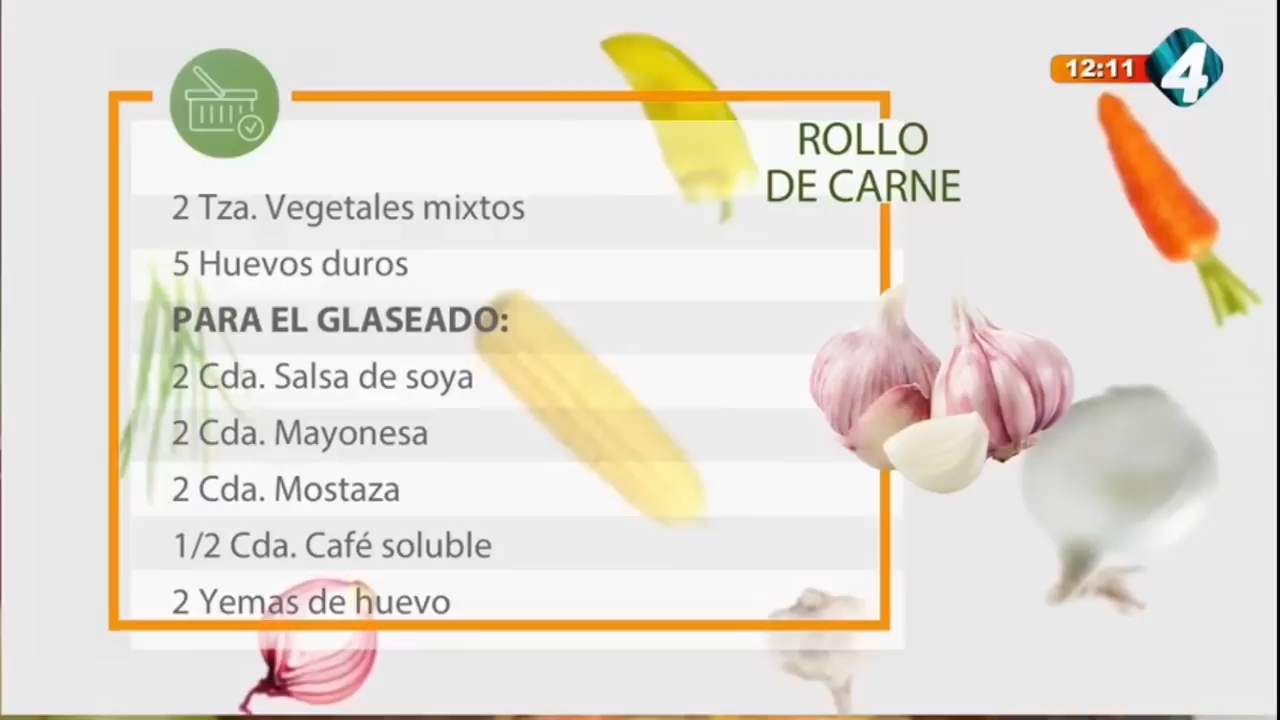 12:11
4
ROLLO
DE CARNE
2 Tza. Vegetales mixtos
5 Huevos duros
PARA EL GLASEADO:
2 Cda. Salsa de soya
2 Cda. Mayonesa
2 Cda. Mostaza
1/2 Cda. Café soluble
2 Yemas de huevo